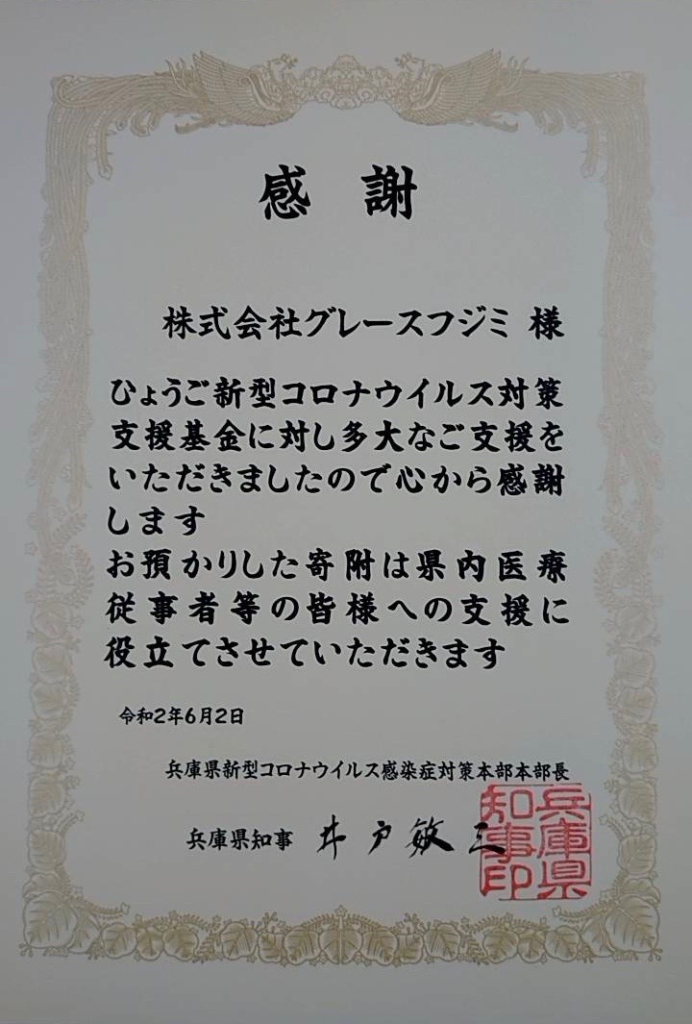 感謝
株式会社グレースフジミ 様
ひょうご新型コロナウイルス対策
支援基金に対し多大なご支援を
いただきましたので心から感謝
します
お預かりした寄附は県内医療
従事者等の皆様への支援に
役立てさせていただきます
令和2年6月2日
兵庫県新型コロナウイルス感染症対策本部本部長
兵庫県知事 井戸敏三
兵庫県
知事印